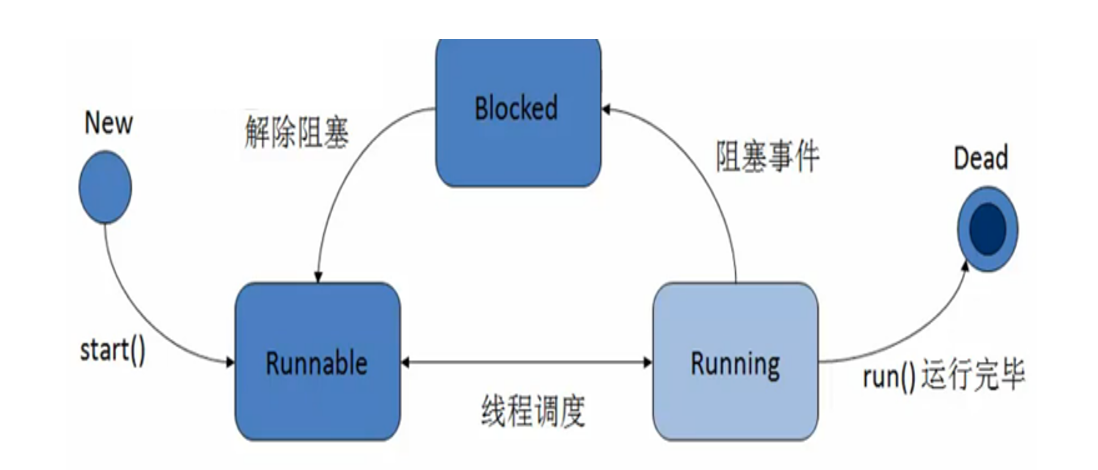 Blocked
New
解除阻塞
阻塞事件
Dead
start()
Runnable
Running
run() 运行完毕
线程调度